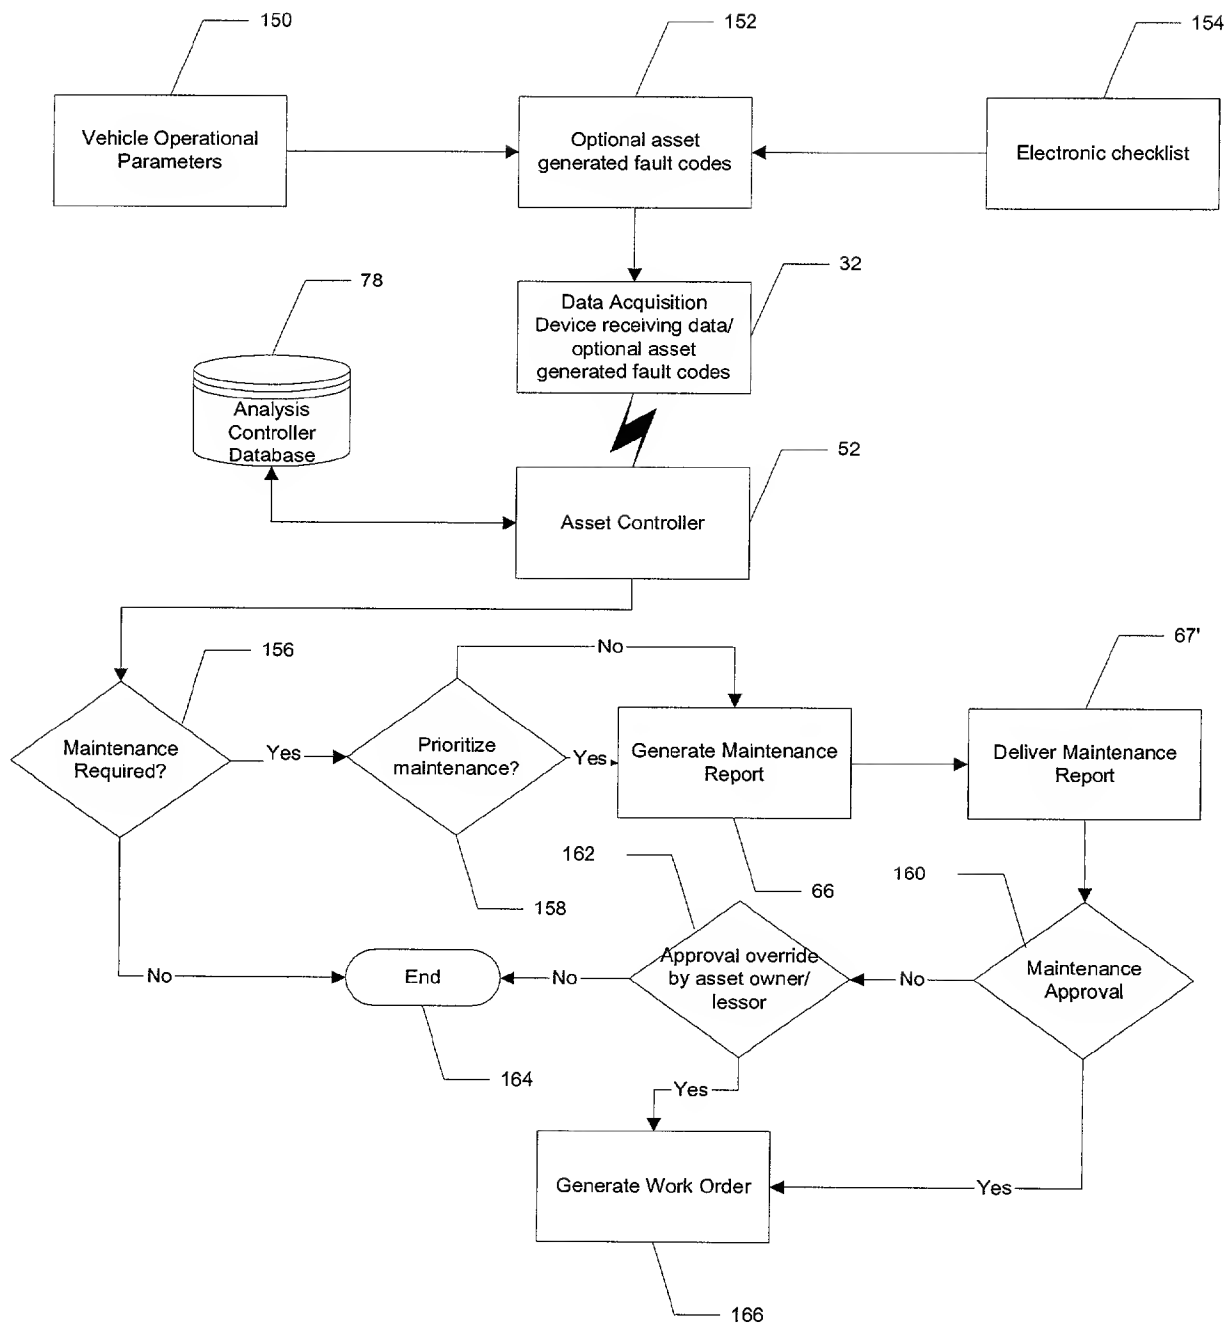 150
152
154
Vehicle Operational
Parameters
Optional asset
generated fault codes
Electronic checklist
32
78
Data Acquisition
Device receiving data/
optional asset
generated fault codes
Analysis
Controller
Database
52
Asset Controller
67'
No
156
Maintenance
Required?
Yes
Prioritize
maintenance?
Yes
Generate Maintenance
Report
Deliver Maintenance
Report
162
66
160
158
Approval override
by asset owner/
lessor
Maintenance
Approval
No
End
No
No
164
Yes
Generate Work Order
Yes
166